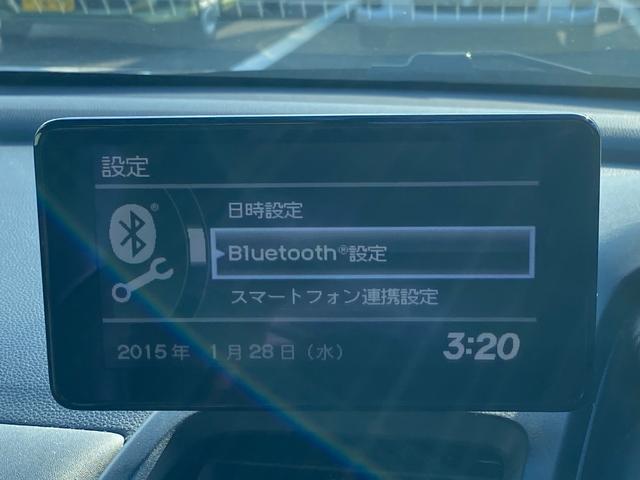 設定
日時設定
Bluetooth®設定
スマートフォン連携設定
2015年 1月28日（水） 3:20